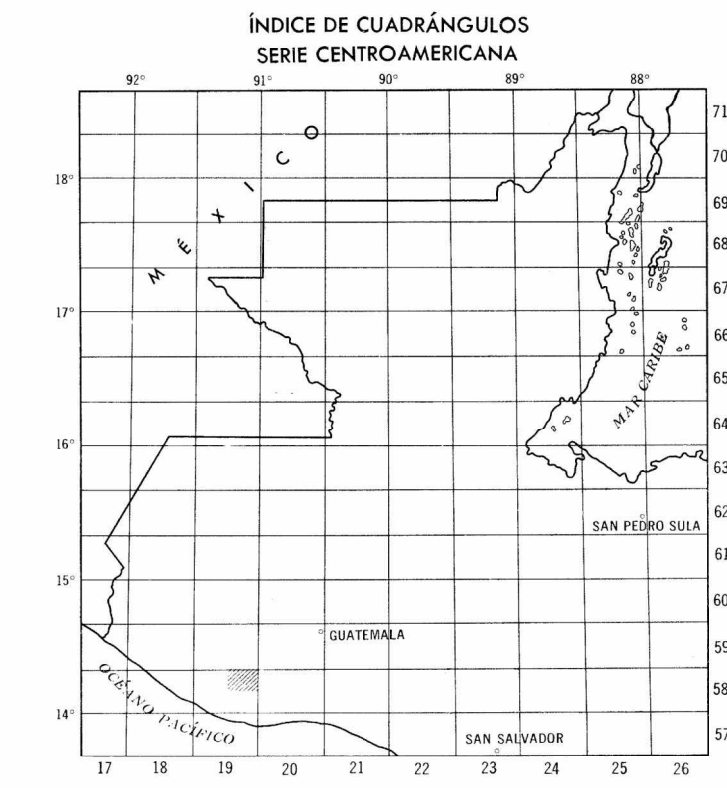 ÍNDICE DE CUADRÁNGULOS
SERIE CENTROAMERICANA
92° 91° 90° 89° 88°
71
70
18°
69
68
67
17°
66
65
64
16°
63
62
61
15°
60
59
58
14°
57
MÉXICO
MAR CARIBE
SAN PEDRO SULA
GUATEMALA
OCÉANO PACÍFICO
SAN SALVADOR
17 18 19 20 21 22 23 24 25 26